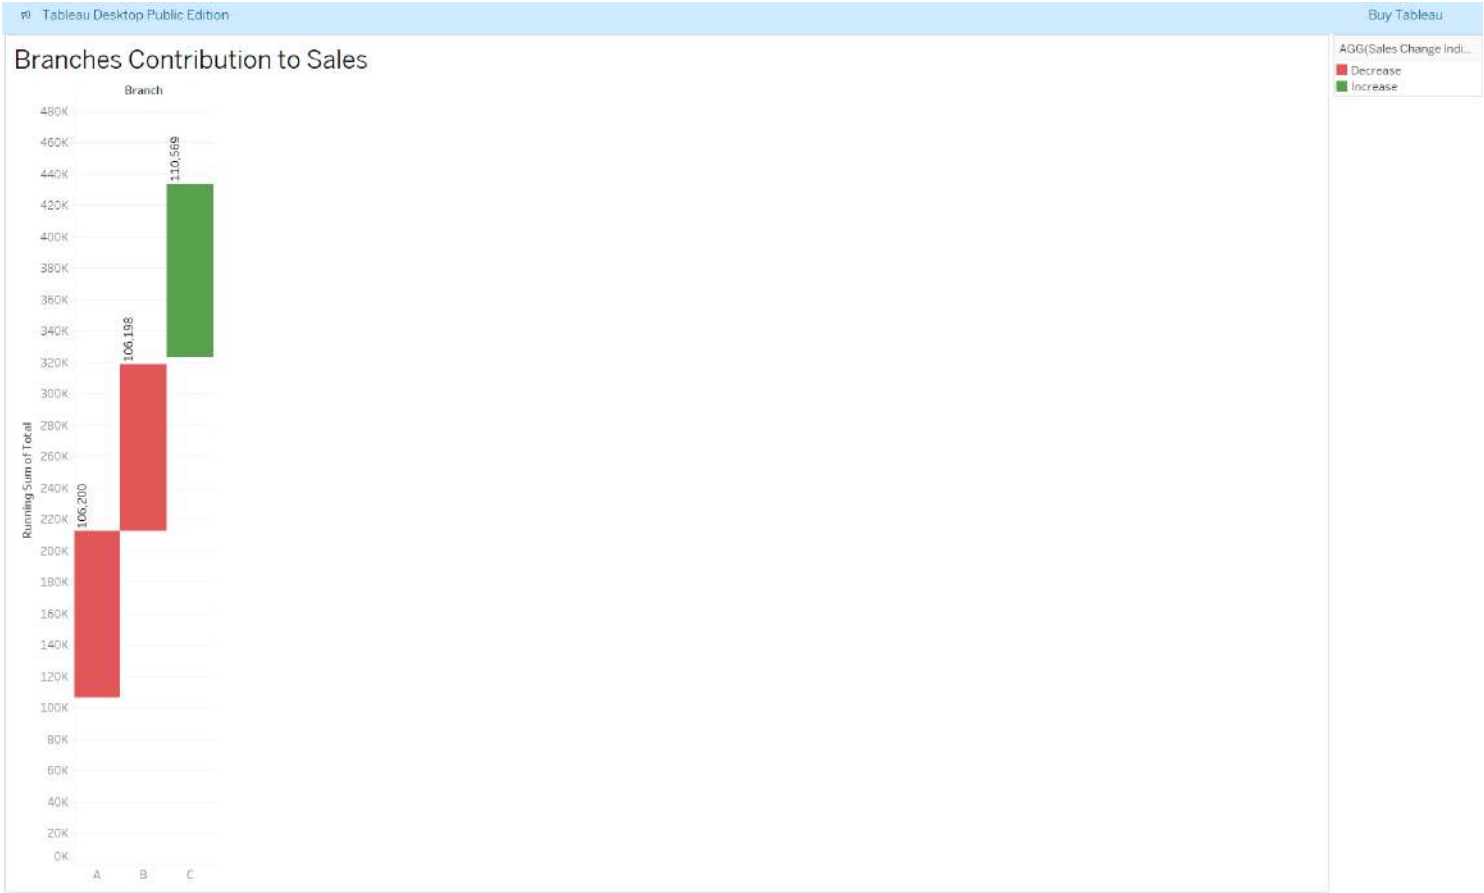 Tableau Desktop Public Edition
Buy Tableau
Branches Contribution to Sales
AGG(Sales Change Indi...
Decrease
Increase
Branch
480K
460K
440K
420K
400K
380K
360K
340K
320K
300K
280K
260K
240K
220K
200K
180K
160K
140K
120K
100K
80K
60K
40K
20K
0K
Running Sum of Total
106,200
106,198
110,569
A B C